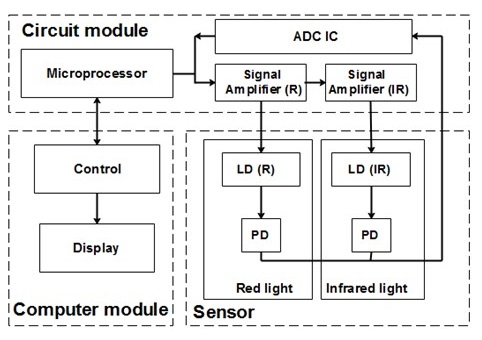 Circuit module
ADC IC
Microprocessor
Signal
Amplifier (R)
Signal
Amplifier (IR)
Control
Display
Computer module
LD (R)
LD (IR)
PD
PD
Red light
Infrared light
Sensor